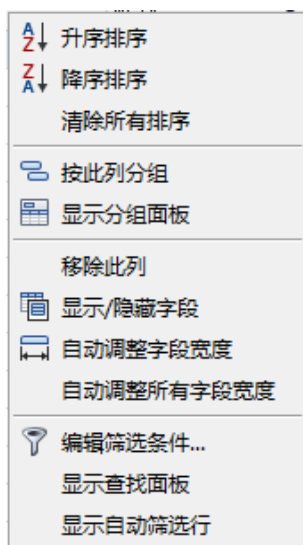 升序排序
降序排序
清除所有排序
按此列分组
显示分组面板
移除此列
显示/隐藏字段
自动调整字段宽度
自动调整所有字段宽度
编辑筛选条件...
显示查找面板
显示自动筛选行